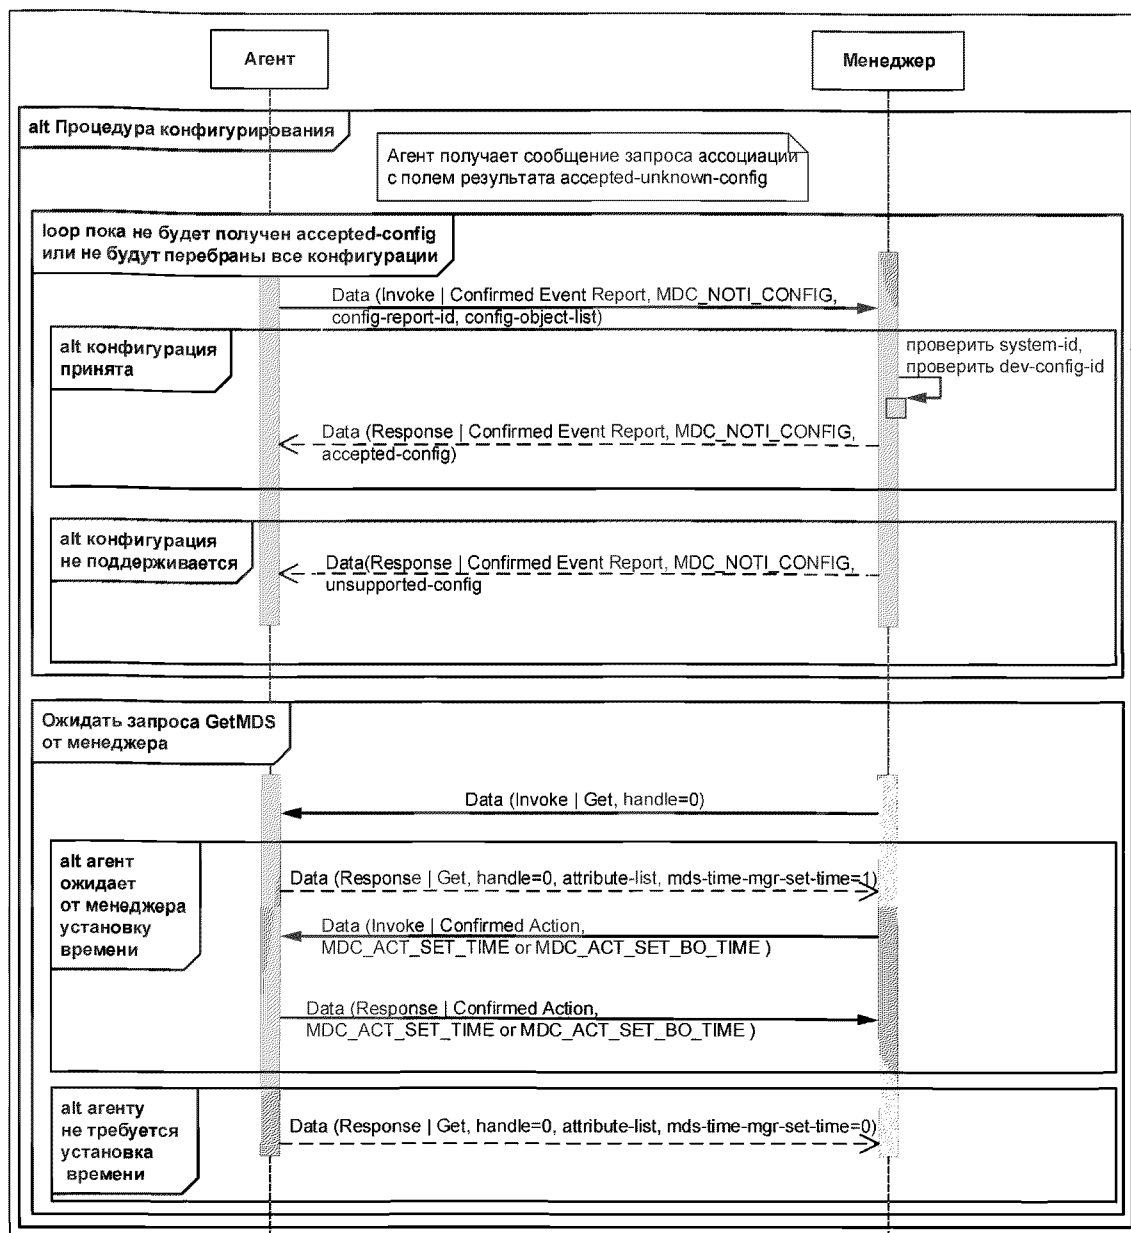 Агент
Менеджер
alt Процедура конфигурирования
Агент получает сообщение запроса ассоциации
с полем результата accepted-unknown-config
loop пока не будет получен accepted-config
или не будут перебраны все конфигурации
Data (Invoke | Confirmed Event Report, MDC_NOTI_CONFIG,
config-report-id, config-object-list)
alt конфигурация
принята
проверить system-id,
проверить dev-config-id
Data (Response | Confirmed Event Report, MDC_NOTI_CONFIG,
accepted-config)
alt конфигурация
не поддерживается
Data(Response | Confirmed Event Report, MDC_NOTI_CONFIG,
unsupported-config
Ожидать запроса GetMDS
от менеджера
Data (Invoke | Get, handle=0)
alt агент
ожидает
от менеджера
установку
времени
Data (Response | Get, handle=0, attribute-list, mds-time-mgr-set-time=1)
Data (Invoke | Confirmed Action,
MDC_ACT_SET_TIME or MDC_ACT_SET_BO_TIME )
Data (Response | Confirmed Action,
MDC_ACT_SET_TIME or MDC_ACT_SET_BO_TIME )
alt агенту
не требуется
установка
времени
Data (Response | Get, handle=0, attribute-list, mds-time-mgr-set-time=0)